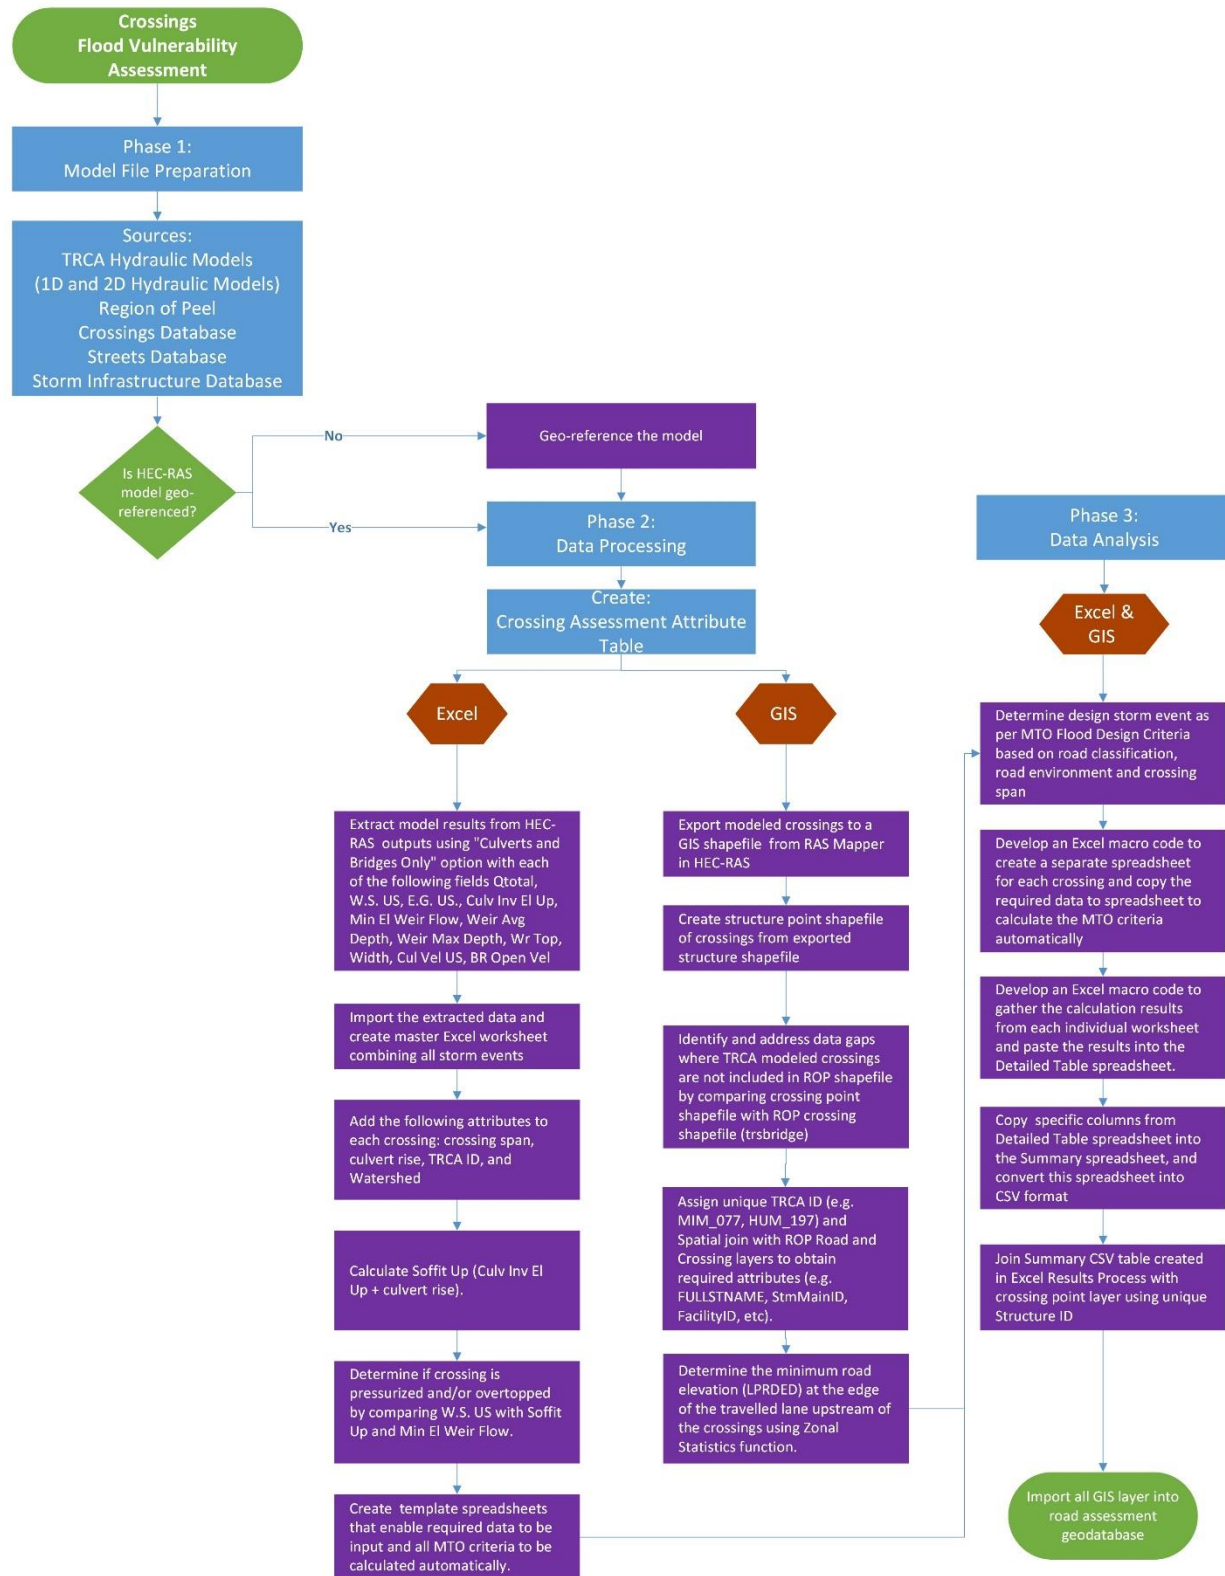 Crossings
Flood Vulnerability
Assessment
Phase 1:
Model File Preparation
Sources:
TRCA Hydraulic Models
(1D and 2D Hydraulic Models)
Region of Peel
Crossings Database
Streets Database
Storm Infrastructure Database
Is HEC-RAS
model geo-
referenced?
No
Yes
Geo-reference the model
Phase 2:
Data Processing
Create:
Crossing Assessment Attribute
Table
Excel
Extract model results from HEC-
RAS outputs using "Culverts and
Bridges Only" option with each
of the following fields Qtotal,
W.S. US, E.G. US., Culv Inv El Up,
Min El Weir Flow, Weir Avg
Depth, Weir Max Depth, Wr Top,
Width, Cul Vel US, BR Open Vel
Import the extracted data and
create master Excel worksheet
combining all storm events
Add the following attributes to
each crossing: crossing span,
culvert rise, TRCA ID, and
Watershed
Calculate Soffit Up (Culv Inv El
Up + culvert rise).
Determine if crossing is
pressurized and/or overtopped
by comparing W.S. US with Soffit
Up and Min El Weir Flow.
Create template spreadsheets
that enable required data to be
input and all MTO criteria to be
calculated automatically.
GIS
Export modeled crossings to a
GIS shapefile from RAS Mapper
in HEC-RAS
Create structure point shapefile
of crossings from exported
structure shapefile
Identify and address data gaps
where TRCA modeled crossings
are not included in ROP shapefile
by comparing crossing point
shapefile with ROP crossing
shapefile (trsbridge)
Assign unique TRCA ID (e.g.
MIM_077, HUM_197) and
Spatial join with ROP Road and
Crossing layers to obtain
required attributes (e.g.
FULLSTNAME, StmMainID,
FacilityID, etc).
Determine the minimum road
elevation (LPRDED) at the edge
of the travelled lane upstream of
the crossings using Zonal
Statistics function.
Phase 3:
Data Analysis
Excel &
GIS
Determine design storm event as
per MTO Flood Design Criteria
based on road classification,
road environment and crossing
span
Develop an Excel macro code to
create a separate spreadsheet
for each crossing and copy the
required data to spreadsheet to
calculate the MTO criteria
automatically
Develop an Excel macro code to
gather the calculation results
from each individual worksheet
and paste the results into the
Detailed Table spreadsheet.
Copy specific columns from
Detailed Table spreadsheet into
the Summary spreadsheet, and
convert this spreadsheet into
CSV format
Join Summary CSV table created
in Excel Results Process with
crossing point layer using unique
Structure ID
Import all GIS layer into
road assessment
geodatabase